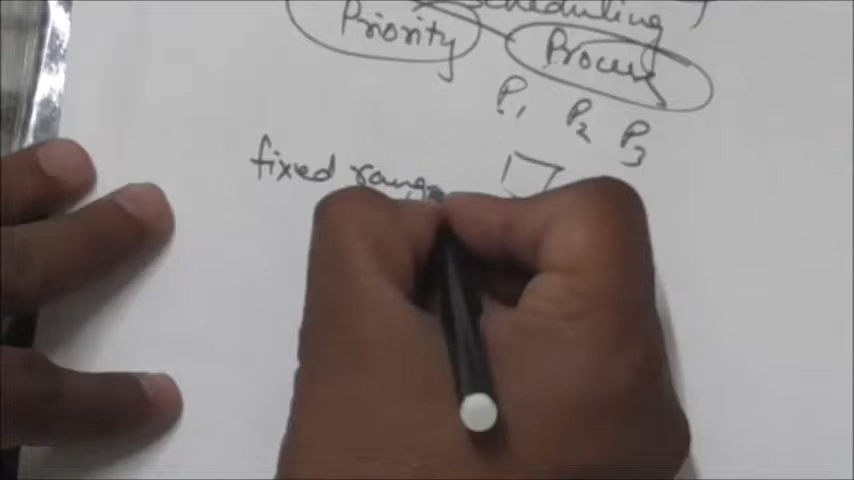 Scheduling
Priority Process
P1 P2 P3
fixed range